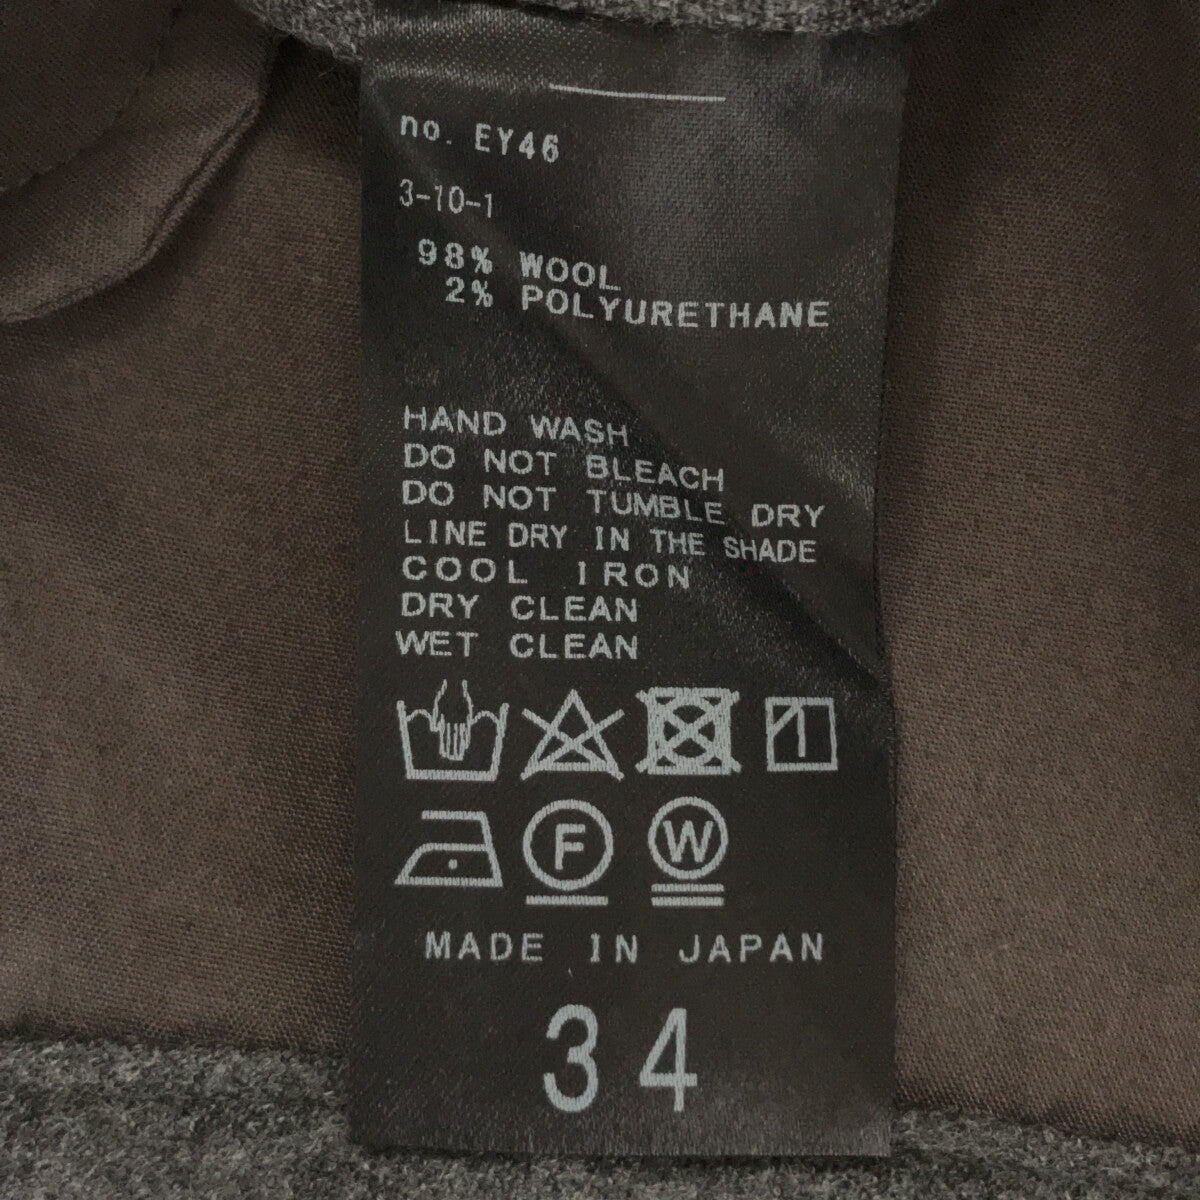 no. EY46
3-10-1
98% WOOL
2% POLYURETHANE
HAND WASH
DO NOT BLEACH
DO NOT TUMBLE DRY
LINE DRY IN THE SHADE
COOL IRON
DRY CLEAN
WET CLEAN
F W
MADE IN JAPAN
34